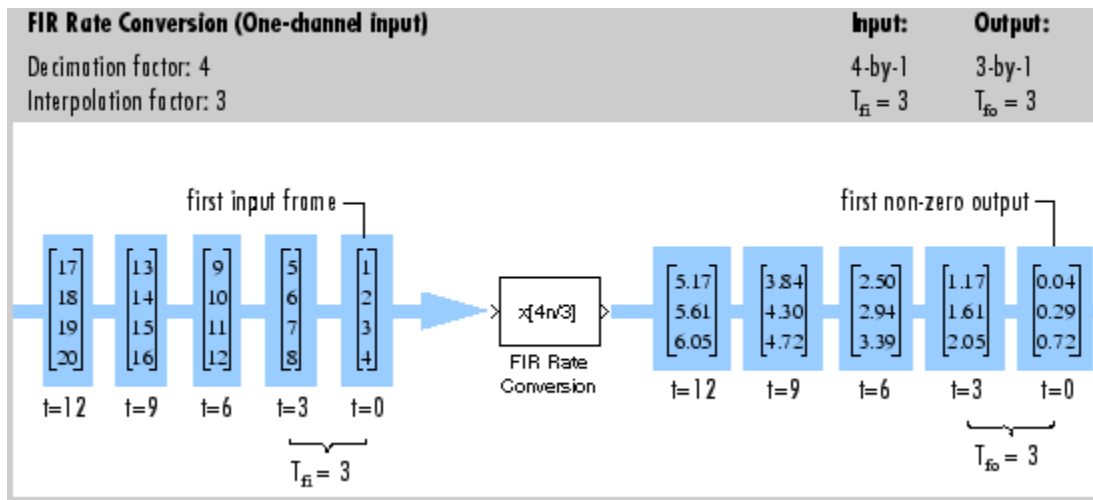 FIR Rate Conversion (One-channel input) Input: Output:
Decimation factor: 4 4-by-1 3-by-1
Interpolation factor: 3 Tfi = 3 Tfo = 3
first input frame first non-zero output
17 13 9 5 1 5.17 3.84 2.50 1.17 0.04
18 14 10 6 2 x[4n/3] 5.61 4.30 2.94 1.61 0.29
19 15 11 7 3 6.05 4.72 3.39 2.05 0.72
20 16 12 8 4
FIR Rate
Conversion
t=12 t=9 t=6 t=3 t=0 t=12 t=9 t=6 t=3 t=0
Tfi = 3 Tfo = 3